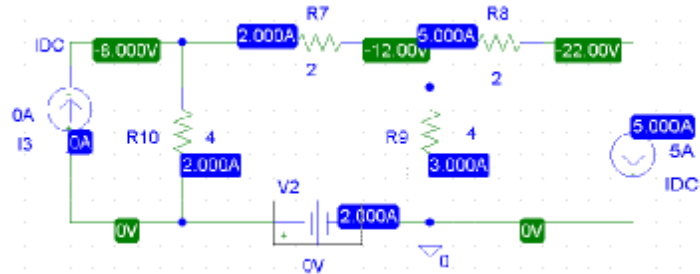 R7
R8
IDC
-8.000V
2.000A
-12.00V
5.000A
-22.00V
2
2
0A
I3
0A
R10
4
2.000A
R9
4
3.000A
5.000A
5A
IDC
V2
0V
+
2.000A
0V
0
0V